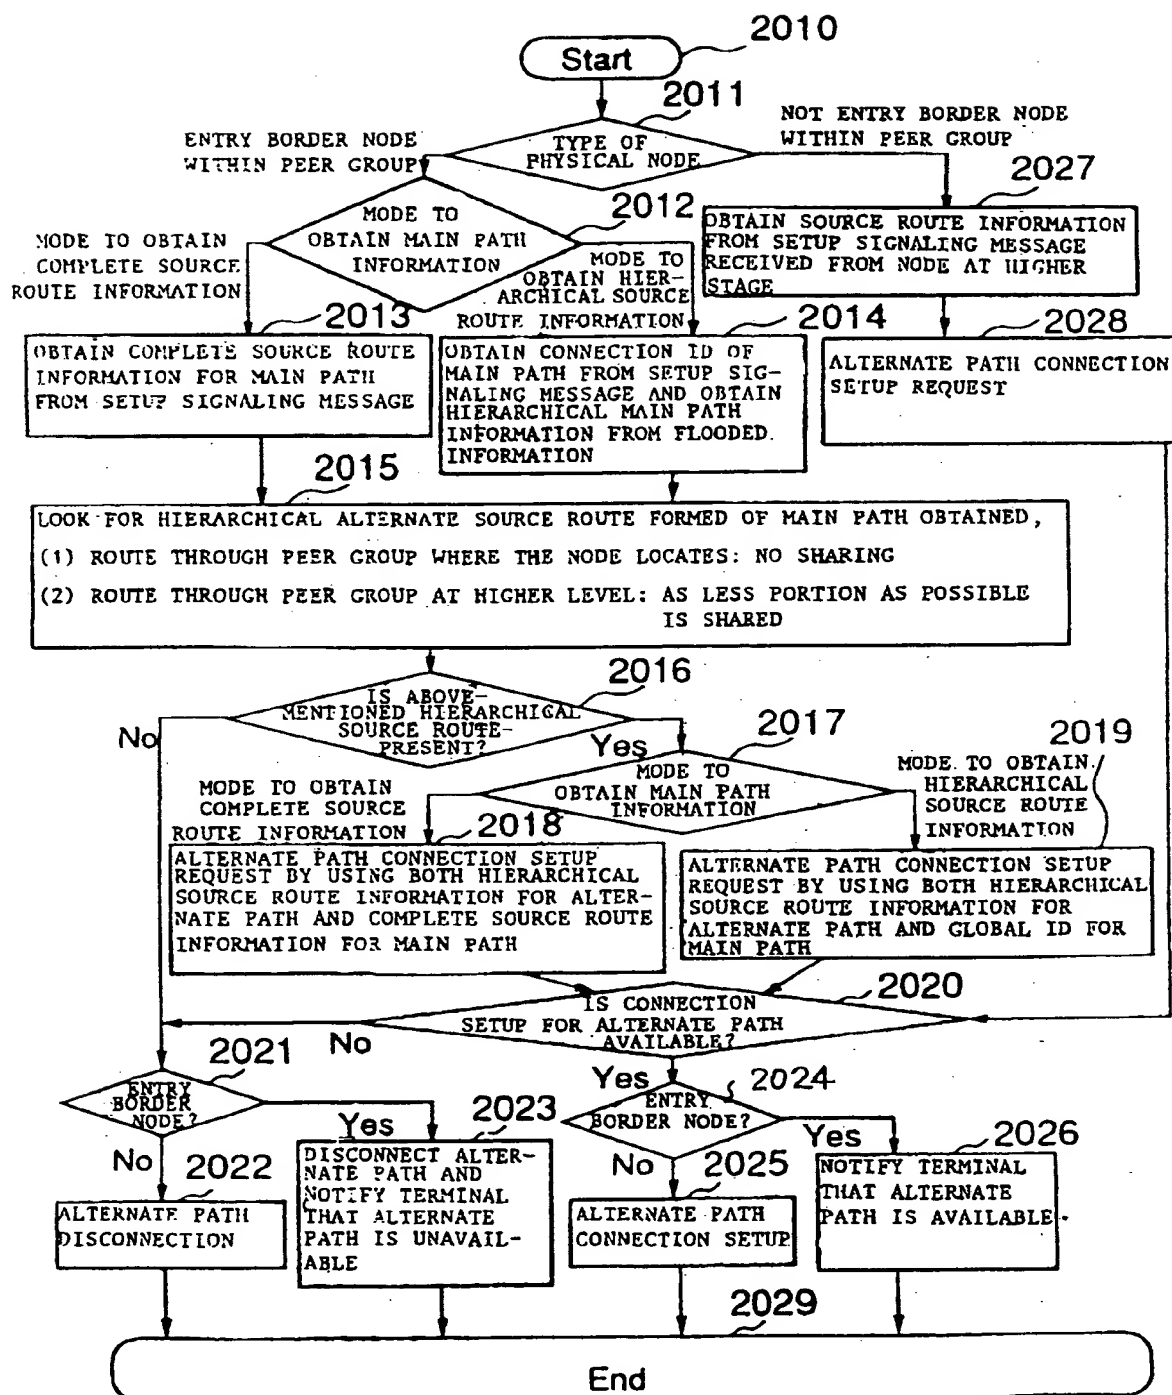 2010
Start
2011
ENTRY BORDER NODE
WITHIN PEER GROUP
TYPE OF
PHYSICAL NODE
NOT ENTRY BORDER NODE
WITHIN PEER GROUP
2012
2027
MODE TO
OBTAIN MAIN PATH
INFORMATION
MODE TO OBTAIN
COMPLETE SOURCE
ROUTE INFORMATION
MODE TO
OBTAIN HIER-
ARCHICAL SOURCE
ROUTE INFORMATION
OBTAIN SOURCE ROUTE INFORMATION
FROM SETUP SIGNALING MESSAGE
RECEIVED FROM NODE AT HIGHER
STAGE
2013
2014
2028
OBTAIN COMPLETE SOURCE ROUTE
INFORMATION FOR MAIN PATH
FROM SETUP SIGNALING MESSAGE
OBTAIN CONNECTION ID OF
MAIN PATH FROM SETUP SIG-
NALING MESSAGE AND OBTAIN
HIERARCHICAL MAIN PATH
INFORMATION FROM FLOODED
INFORMATION
ALTERNATE PATH CONNECTION
SETUP REQUEST
2015
LOOK FOR HIERARCHICAL ALTERNATE SOURCE ROUTE FORMED OF MAIN PATH OBTAINED,
(1) ROUTE THROUGH PEER GROUP WHERE THE NODE LOCATES: NO SHARING
(2) ROUTE THROUGH PEER GROUP AT HIGHER LEVEL: AS LESS PORTION AS POSSIBLE
IS SHARED
2016
IS ABOVE-
MENTIONED HIERARCHICAL
SOURCE ROUTE
PRESENT?
No
Yes
2017
2019
MODE TO
OBTAIN MAIN PATH
INFORMATION
MODE TO OBTAIN
COMPLETE SOURCE
ROUTE INFORMATION
MODE TO OBTAIN
HIERARCHICAL
SOURCE ROUTE
INFORMATION
2018
ALTERNATE PATH CONNECTION SETUP
REQUEST BY USING BOTH HIERARCHICAL
SOURCE ROUTE INFORMATION FOR ALTER-
NATE PATH AND COMPLETE SOURCE ROUTE
INFORMATION FOR MAIN PATH
ALTERNATE PATH CONNECTION SETUP
REQUEST BY USING BOTH HIERARCHICAL
SOURCE ROUTE INFORMATION FOR
ALTERNATE PATH AND GLOBAL ID FOR
MAIN PATH
2020
IS CONNECTION
SETUP FOR ALTERNATE PATH
AVAILABLE?
No
Yes
2021
ENTRY
BORDER
NODE?
2024
ENTRY
BORDER NODE?
Yes
No
2023
Yes
No
2022
2025
2026
ALTERNATE PATH
DISCONNECTION
DISCONNECT ALTER-
NATE PATH AND
NOTIFY TERMINAL
THAT ALTERNATE
PATH IS UNAVAIL-
ABLE
ALTERNATE PATH
CONNECTION SETUP
NOTIFY TERMINAL
THAT ALTERNATE
PATH IS AVAILABLE.
2029
End